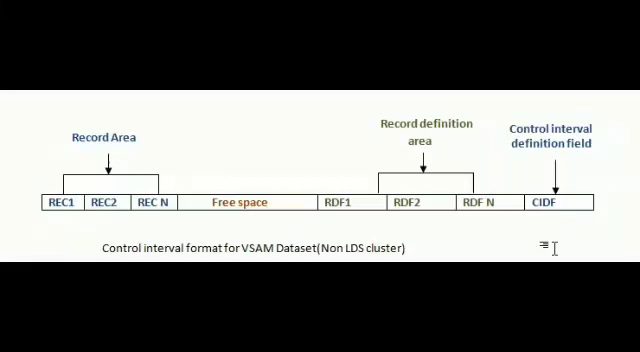 Record Area
Record definition
area
Control interval
definition field
REC1 REC2 REC N Free space RDF1 RDF2 RDF N CIDF
Control interval format for VSAM Dataset(Non LDS cluster)